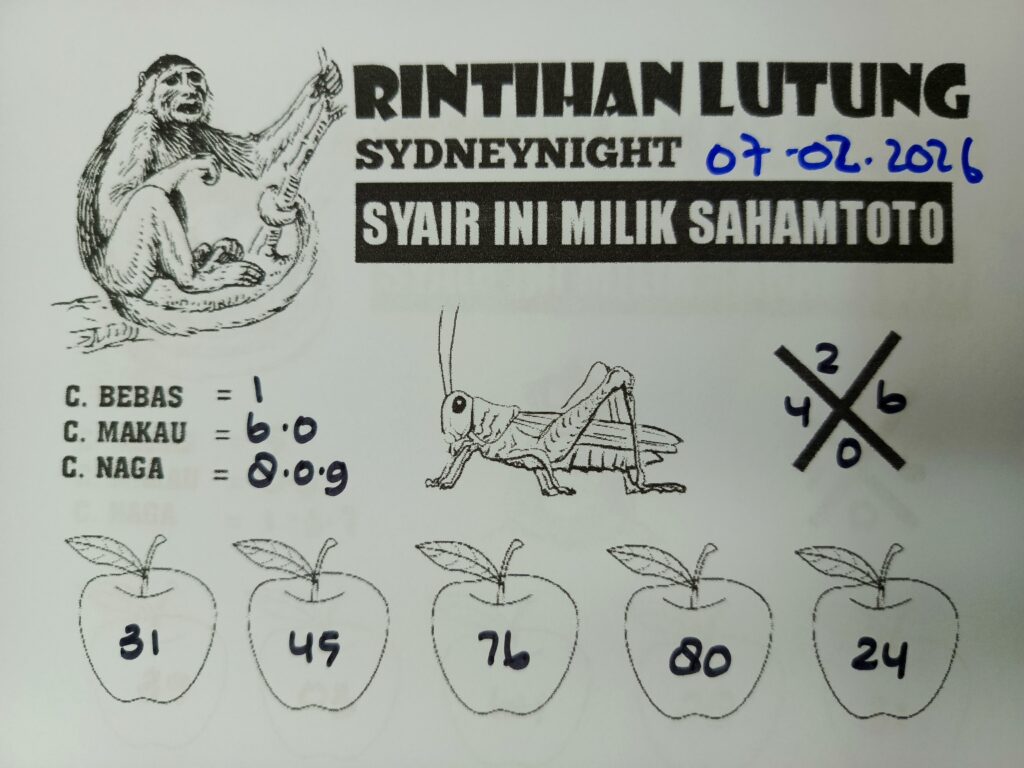 RINTIHAN LUTUNG
SYDNEYNIGHT 07-02.2026
SYAIR INI MILIK SAHAMTOTO
C. BEBAS = 1
C. MAKAU = 6.0
C. NAGA = 8.0.9
2
4 6
0
31 45 76 80 24